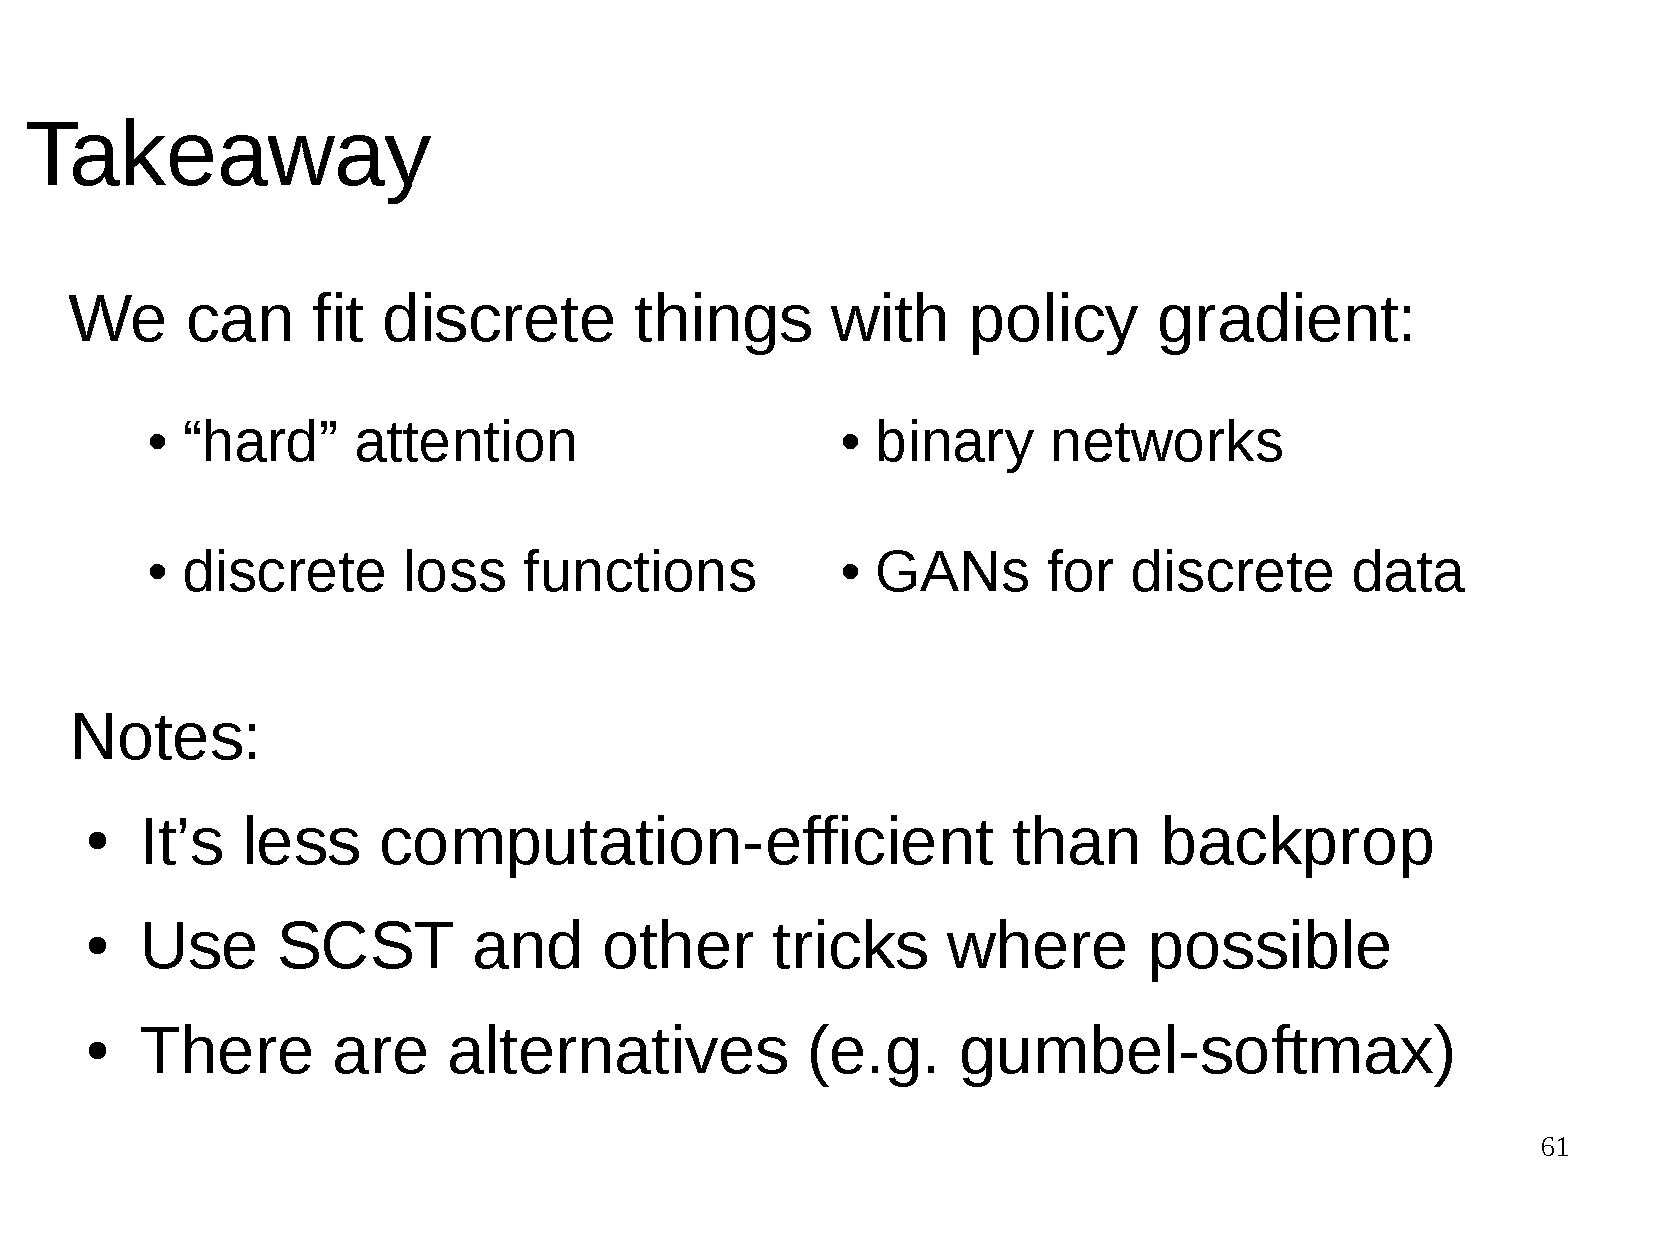 Takeaway
We can fit discrete things with policy gradient:
• “hard” attention
• binary networks
• discrete loss functions
• GANs for discrete data
Notes:
• It’s less computation-efficient than backprop
• Use SCST and other tricks where possible
• There are alternatives (e.g. gumbel-softmax)
61